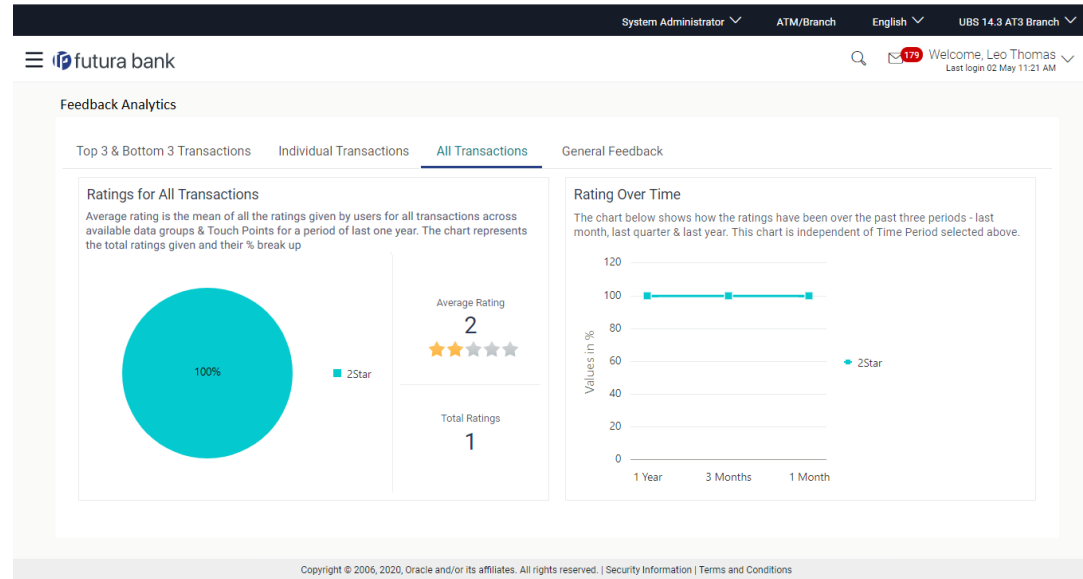 System Administrator ATM/Branch English UBS 14.3 AT3 Branch
futura bank
179
Welcome, Leo Thomas
Last login 02 May 11:21 AM
Feedback Analytics
Top 3 & Bottom 3 Transactions Individual Transactions All Transactions General Feedback
Ratings for All Transactions
Average rating is the mean of all the ratings given by users for all transactions across
available data groups & Touch Points for a period of last one year. The chart represents
the total ratings given and their % break up
100%
2Star
Average Rating
2
Total Ratings
1
Rating Over Time
The chart below shows how the ratings have been over the past three periods - last
month, last quarter & last year. This chart is independent of Time Period selected above.
Values in %
120
100
80
60
40
20
0
1 Year 3 Months 1 Month
2Star
Copyright © 2006, 2020, Oracle and/or its affiliates. All rights reserved. | Security Information | Terms and Conditions